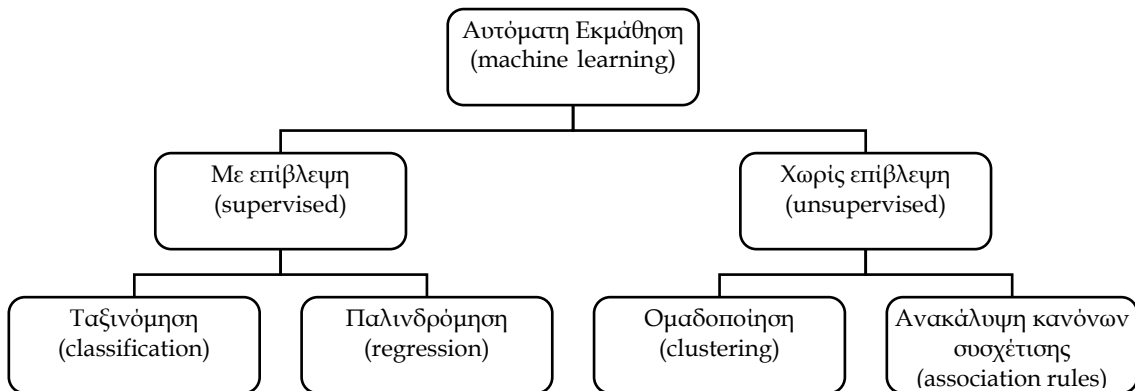 Αυτόματη Εκμάθηση
(machine learning)
Με επίβλεψη
(supervised)
Χωρίς επίβλεψη
(unsupervised)
Ταξινόμηση
(classification)
Παλινδρόμηση
(regression)
Ομαδοποίηση
(clustering)
Ανακάλυψη κανόνων
συσχέτισης
(association rules)